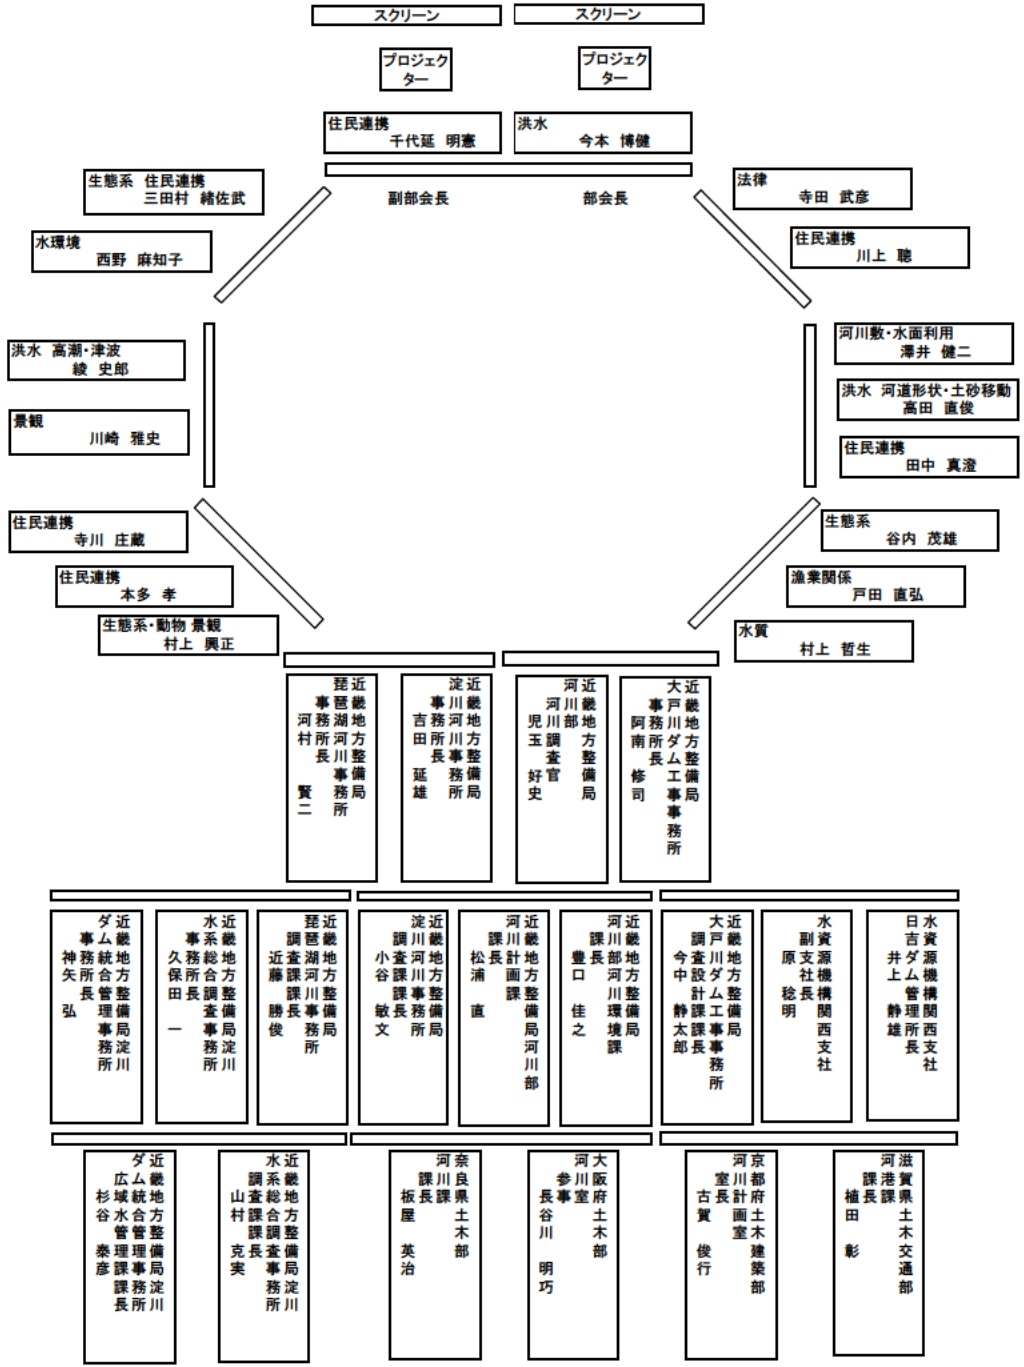 スクリーン
スクリーン
プロジェク
ター
プロジェク
ター
住民連携
千代延 明憲
洪水
今本 博健
副部会長
部会長
生態系 住民連携
三田村 緒佐武
水環境
西野 麻知子
洪水 高潮・津波
綾 史郎
景観
川崎 雅史
住民連携
寺川 庄蔵
住民連携
本多 孝
生態系・動物 景観
村上 興正
法律
寺田 武彦
住民連携
川上 聰
河川敷・水面利用
澤井 健二
洪水 河道形状・土砂移動
高田 直俊
住民連携
田中 真澄
生態系
谷内 茂雄
漁業関係
戸田 直弘
水質
村上 哲生
近畿地方整備局
琵琶湖河川事務所
事務所長
河村 賢二
近畿地方整備局
淀川河川事務所
事務所長
吉田 延雄
近畿地方整備局
河川部
河川調査官
児玉 好史
近畿地方整備局
大戸川ダム工事事務所
事務所長
阿南 修司
近畿地方整備局淀川
ダム統合管理事務所
事務所長
神矢 弘
近畿地方整備局淀川
水系総合調査事務所
事務所長
久保田 一
近畿地方整備局
琵琶湖河川事務所
調査課課長
近藤 勝俊
近畿地方整備局
淀川河川事務所
調査課課長
小谷 敏文
近畿地方整備局河川部
河川計画課
課長
松浦 直
近畿地方整備局
河川部河川環境課
課長
豊口 佳之
近畿地方整備局
大戸川ダム工事事務所
調査設計課課長
今中 静太郎
水資源機構関西支社
副支社長
原 稔明
水資源機構関西支社
日吉ダム管理所長
井上 静雄
近畿地方整備局淀川
ダム統合管理事務所
広域水管理課課長
杉谷 泰彦
近畿地方整備局淀川
水系総合調査事務所
調査課課長
山村 克実
奈良県土木部
河川課
課長
板屋 英治
大阪府土木部
河川室
参事
長谷川 明巧
京都府土木建築部
河川計画室
室長
古賀 俊行
滋賀県土木交通部
河港課
課長
植田 彰